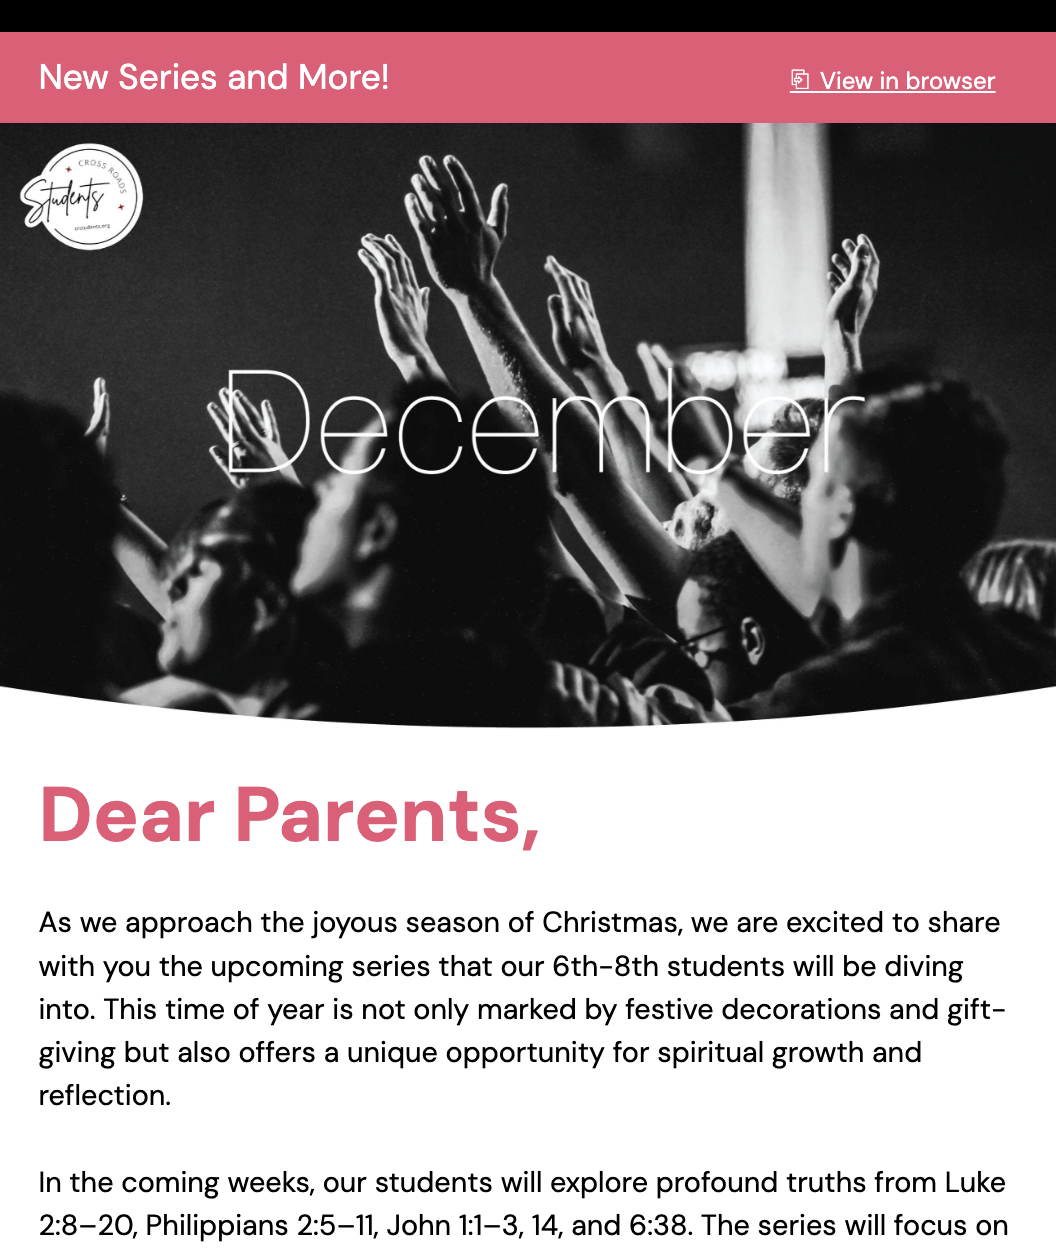 New Series and More!
View in browser
CROSS ROADS
Students
crstudents.org
December
Dear Parents,
As we approach the joyous season of Christmas, we are excited to share
with you the upcoming series that our 6th-8th students will be diving
into. This time of year is not only marked by festive decorations and gift-
giving but also offers a unique opportunity for spiritual growth and
reflection.
In the coming weeks, our students will explore profound truths from Luke
2:8–20, Philippians 2:5–11, John 1:1–3, 14, and 6:38. The series will focus on